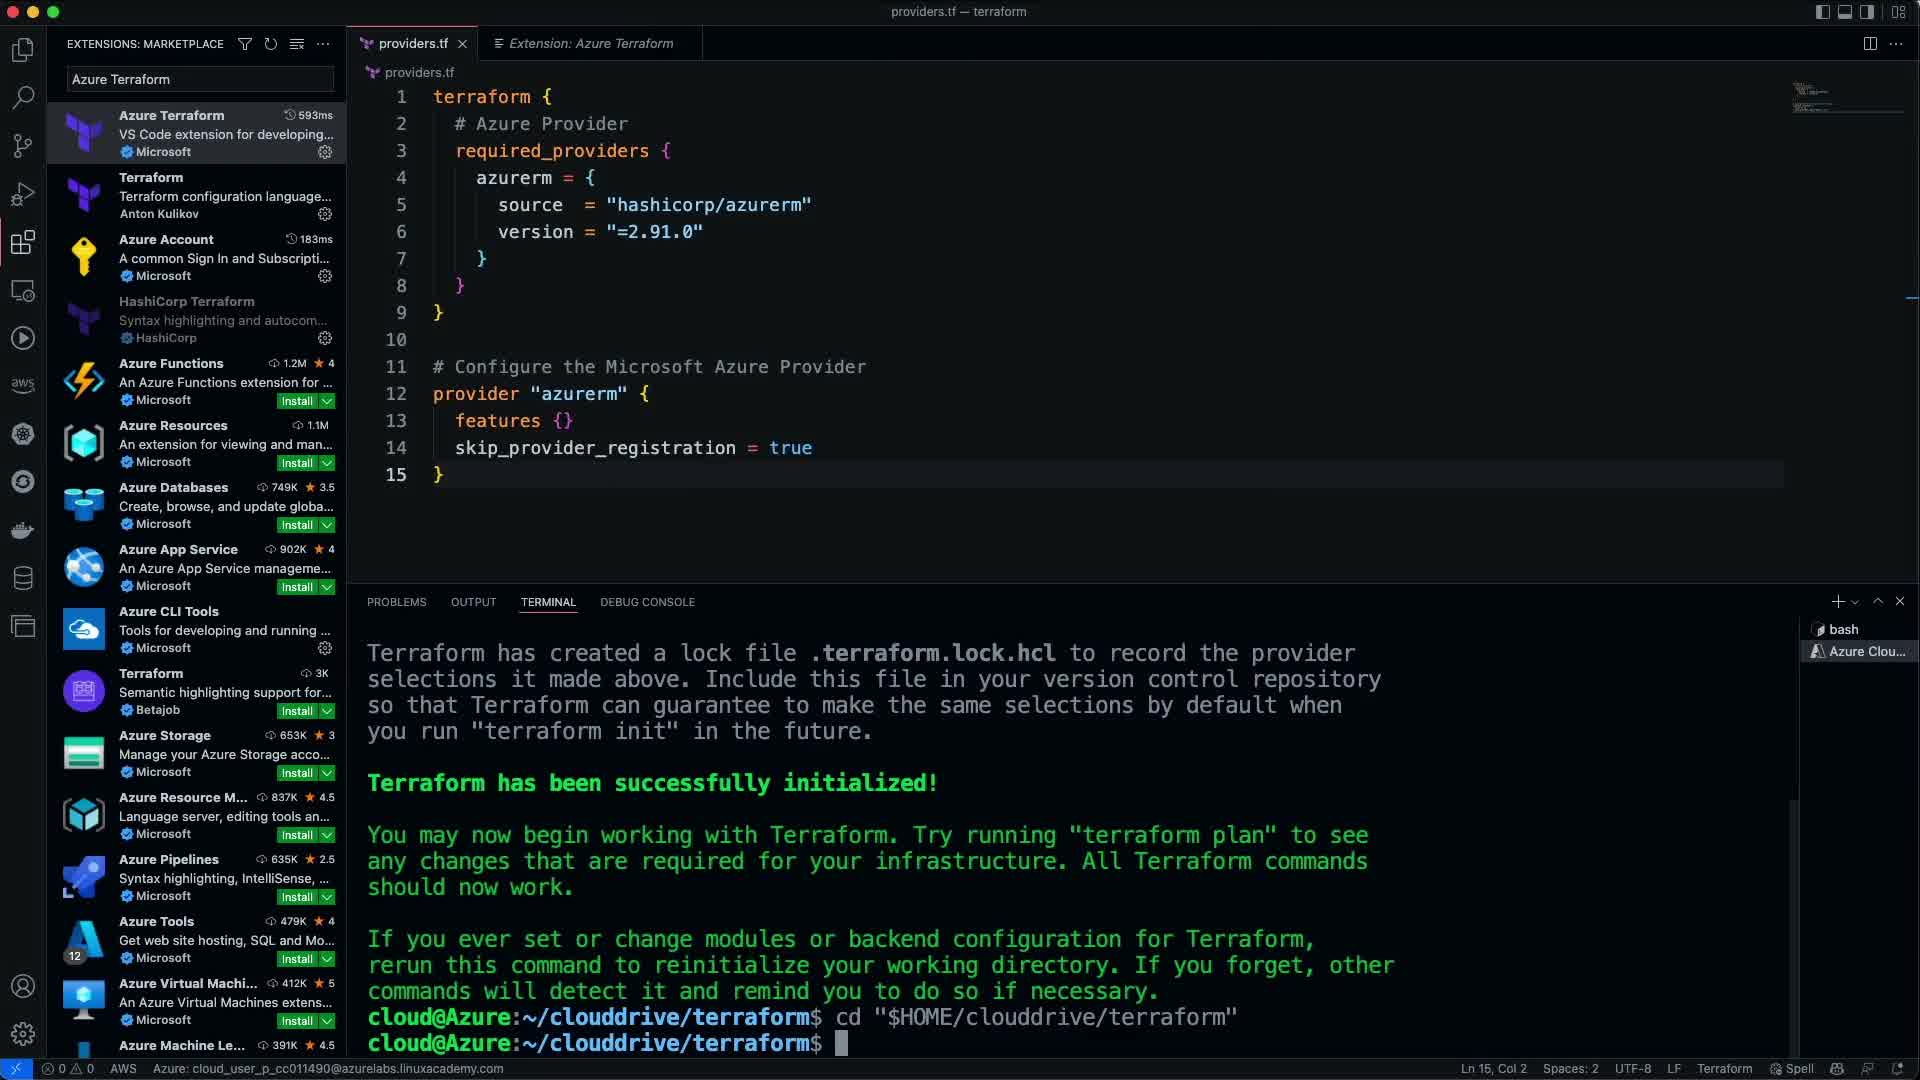 providers.tf — terraform
EXTENSIONS: MARKETPLACE
Azure Terraform
Azure Terraform 593ms
VS Code extension for developing...
Microsoft
Terraform
Terraform configuration language...
Anton Kulikov
Azure Account 183ms
A common Sign In and Subscripti...
Microsoft
HashiCorp Terraform
Syntax highlighting and autocom...
HashiCorp
Azure Functions 1.2M 4
An Azure Functions extension for ...
Microsoft Install
Azure Resources 1.1M
An extension for viewing and man...
Microsoft Install
Azure Databases 749K 3.5
Create, browse, and update globa...
Microsoft Install
Azure App Service 902K 4
An Azure App Service manageme...
Microsoft Install
Azure CLI Tools
Tools for developing and running ...
Microsoft
Terraform 3K
Semantic highlighting support for...
Betajob Install
Azure Storage 653K 3
Manage your Azure Storage acco...
Microsoft Install
Azure Resource M... 837K 4.5
Language server, editing tools an...
Microsoft Install
Azure Pipelines 635K 2.5
Syntax highlighting, IntelliSense, ...
Microsoft Install
Azure Tools 479K 4
Get web site hosting, SQL and Mo...
12 Microsoft Install
Azure Virtual Machi... 412K 5
An Azure Virtual Machines extens...
Microsoft Install
Azure Machine Le... 391K 4.5
aws
providers.tf Extension: Azure Terraform
providers.tf
1 terraform {
2 # Azure Provider
3 required_providers {
4 azurerm = {
5 source = "hashicorp/azurerm"
6 version = "=2.91.0"
7 }
8 }
9 }
10
11 # Configure the Microsoft Azure Provider
12 provider "azurerm" {
13 features {}
14 skip_provider_registration = true
15 }
PROBLEMS OUTPUT TERMINAL DEBUG CONSOLE
bash
Azure Clou...
Terraform has created a lock file .terraform.lock.hcl to record the provider
selections it made above. Include this file in your version control repository
so that Terraform can guarantee to make the same selections by default when
you run "terraform init" in the future.
Terraform has been successfully initialized!
You may now begin working with Terraform. Try running "terraform plan" to see
any changes that are required for your infrastructure. All Terraform commands
should now work.
If you ever set or change modules or backend configuration for Terraform,
rerun this command to reinitialize your working directory. If you forget, other
commands will detect it and remind you to do so if necessary.
cloud@Azure:~/clouddrive/terraform$ cd "$HOME/clouddrive/terraform"
cloud@Azure:~/clouddrive/terraform$
0 0 AWS Azure: cloud_user_p_cc011490@azurelabs.linuxacademy.com Ln 15, Col 2 Spaces: 2 UTF-8 LF Terraform Spell